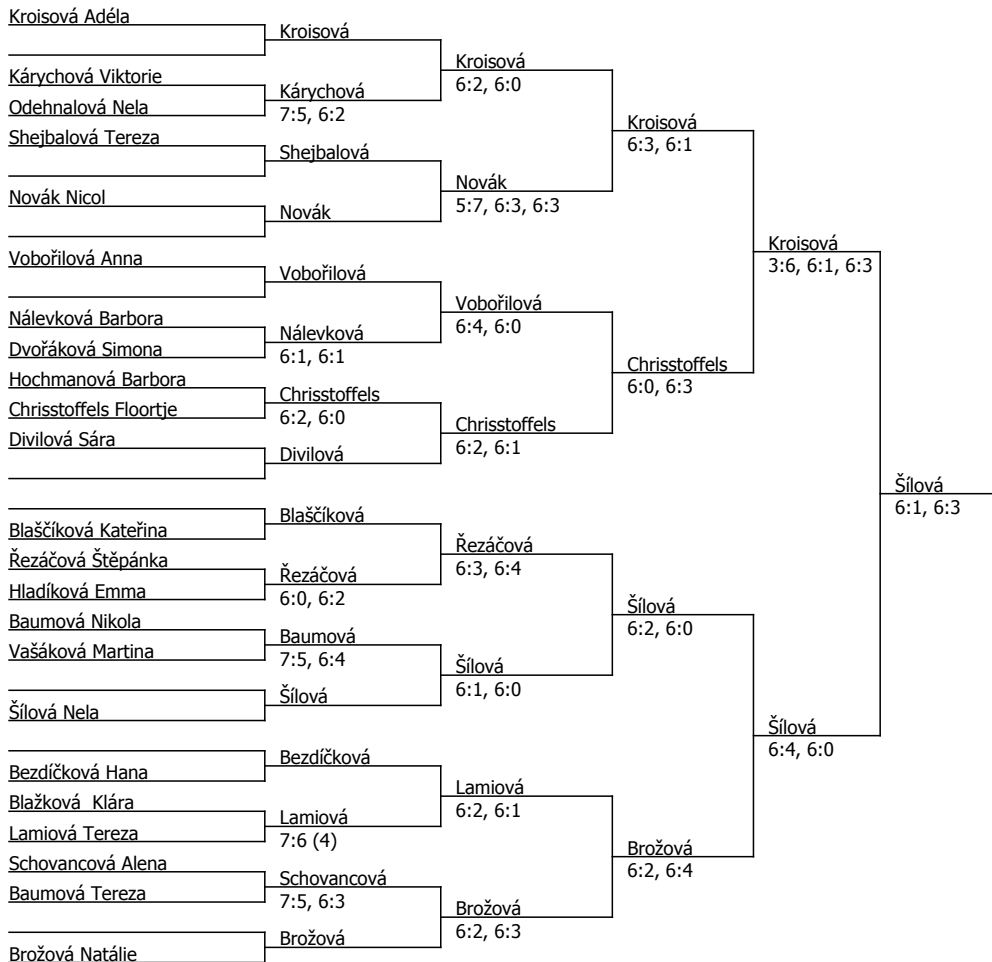 Kroisová Adéla
Kárychová Viktorie
Odehnalová Nela
Shejbalová Tereza
Novák Nicol
Vobořilová Anna
Nálevková Barbora
Dvořáková Simona
Hochmanová Barbora
Chrisstoffels Floortje
Divilová Sára
Blaščíková Kateřina
Řezáčová Štěpánka
Hladíková Emma
Baumová Nikola
Vašáková Martina
Šílová Nela
Bezdíčková Hana
Blažková  Klára
Lamiová Tereza
Schovancová Alena
Baumová Tereza
Brožová Natálie
Kroisová
Kárychová
7:5, 6:2
Shejbalová
Novák
Vobořilová
Nálevková
6:1, 6:1
Chrisstoffels
6:2, 6:0
Divilová
Blaščíková
Řezáčová
6:0, 6:2
Baumová
7:5, 6:4
Šílová
Bezdíčková
Lamiová
7:6 (4)
Schovancová
7:5, 6:3
Brožová
Kroisová
6:2, 6:0
Novák
5:7, 6:3, 6:3
Vobořilová
6:4, 6:0
Chrisstoffels
6:2, 6:1
Řezáčová
6:3, 6:4
Šílová
6:1, 6:0
Lamiová
6:2, 6:1
Brožová
6:2, 6:3
Kroisová
6:3, 6:1
Chrisstoffels
6:0, 6:3
Šílová
6:2, 6:0
Brožová
6:2, 6:4
Kroisová
3:6, 6:1, 6:3
Šílová
6:4, 6:0
Šílová
6:1, 6:3